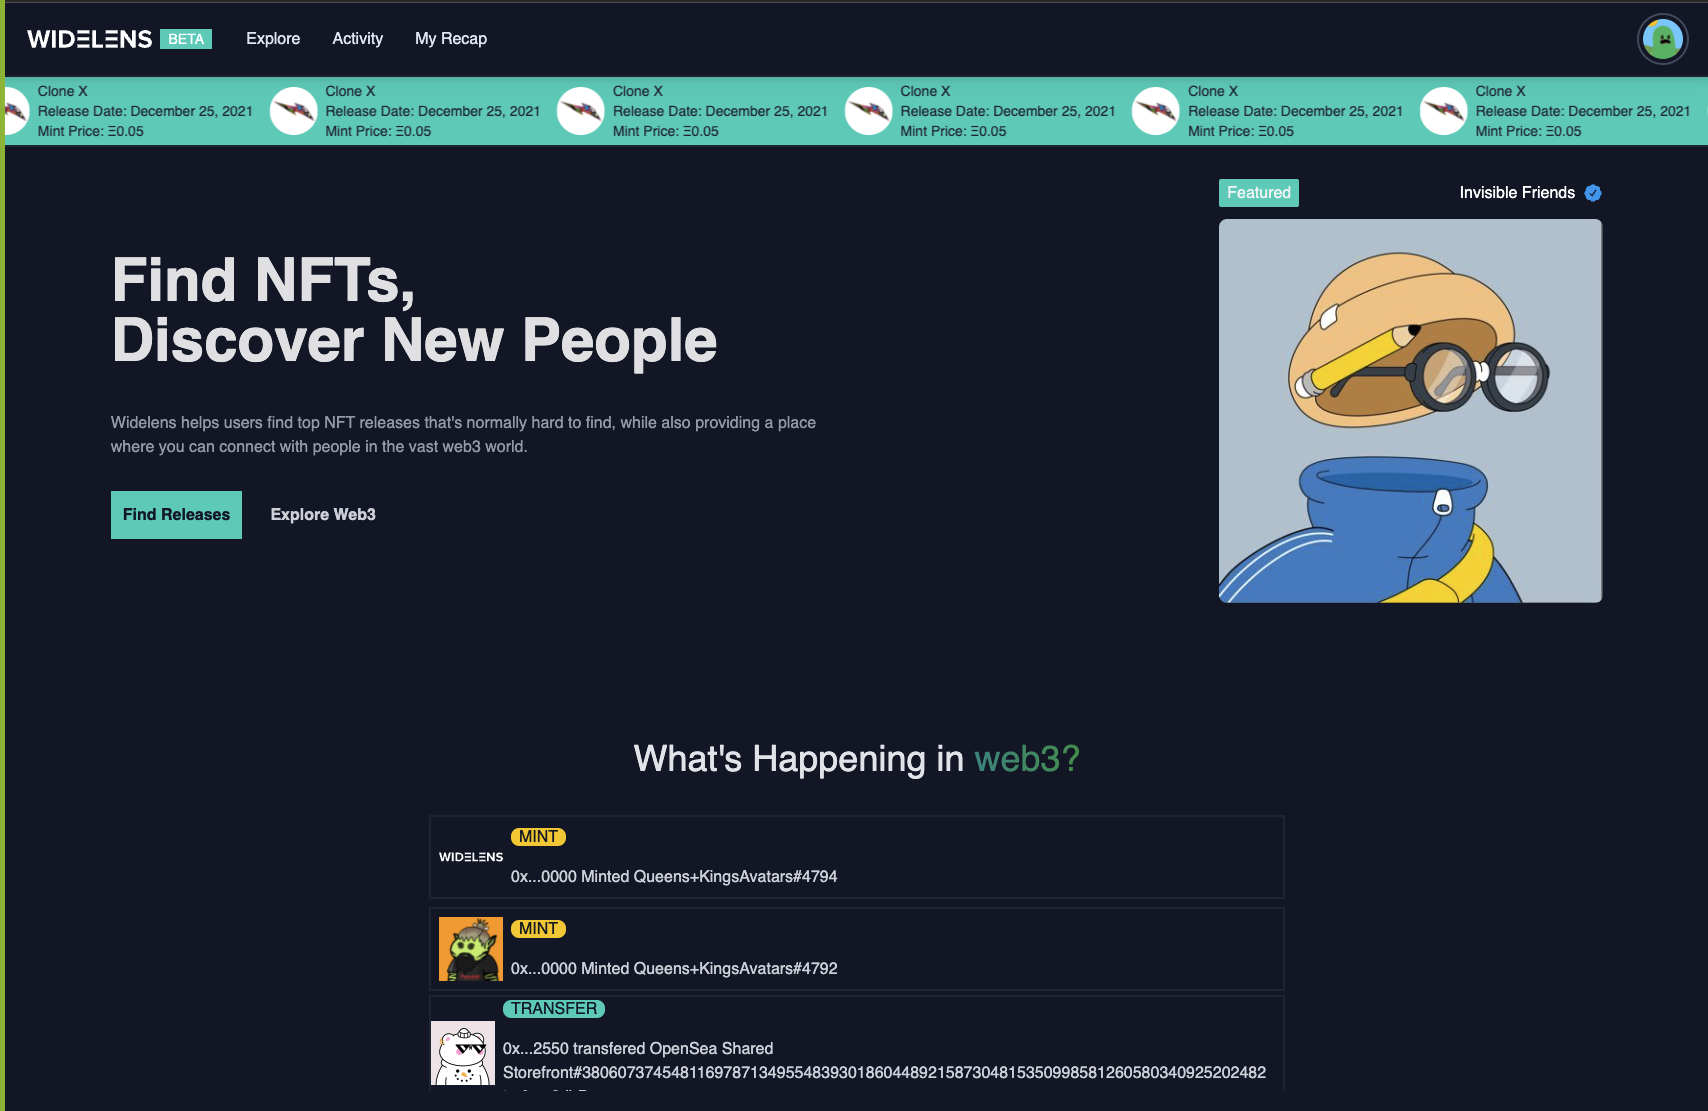 WIDELENS BETA Explore Activity My Recap
Clone X
Release Date: December 25, 2021
Mint Price: Ξ0.05
Clone X
Release Date: December 25, 2021
Mint Price: Ξ0.05
Clone X
Release Date: December 25, 2021
Mint Price: Ξ0.05
Clone X
Release Date: December 25, 2021
Mint Price: Ξ0.05
Clone X
Release Date: December 25, 2021
Mint Price: Ξ0.05
Clone X
Release Date: December 25, 2021
Mint Price: Ξ0.05
Featured Invisible Friends
Find NFTs,
Discover New People
Widelens helps users find top NFT releases that's normally hard to find, while also providing a place
where you can connect with people in the vast web3 world.
Find Releases Explore Web3
What's Happening in web3?
WIDELENS
MINT
0x...0000 Minted Queens+KingsAvatars#4794
MINT
0x...0000 Minted Queens+KingsAvatars#4792
TRANSFER
0x...2550 transfered OpenSea Shared
Storefront#38060737454811697871349554839301860448921587304815350998581260580340925202482